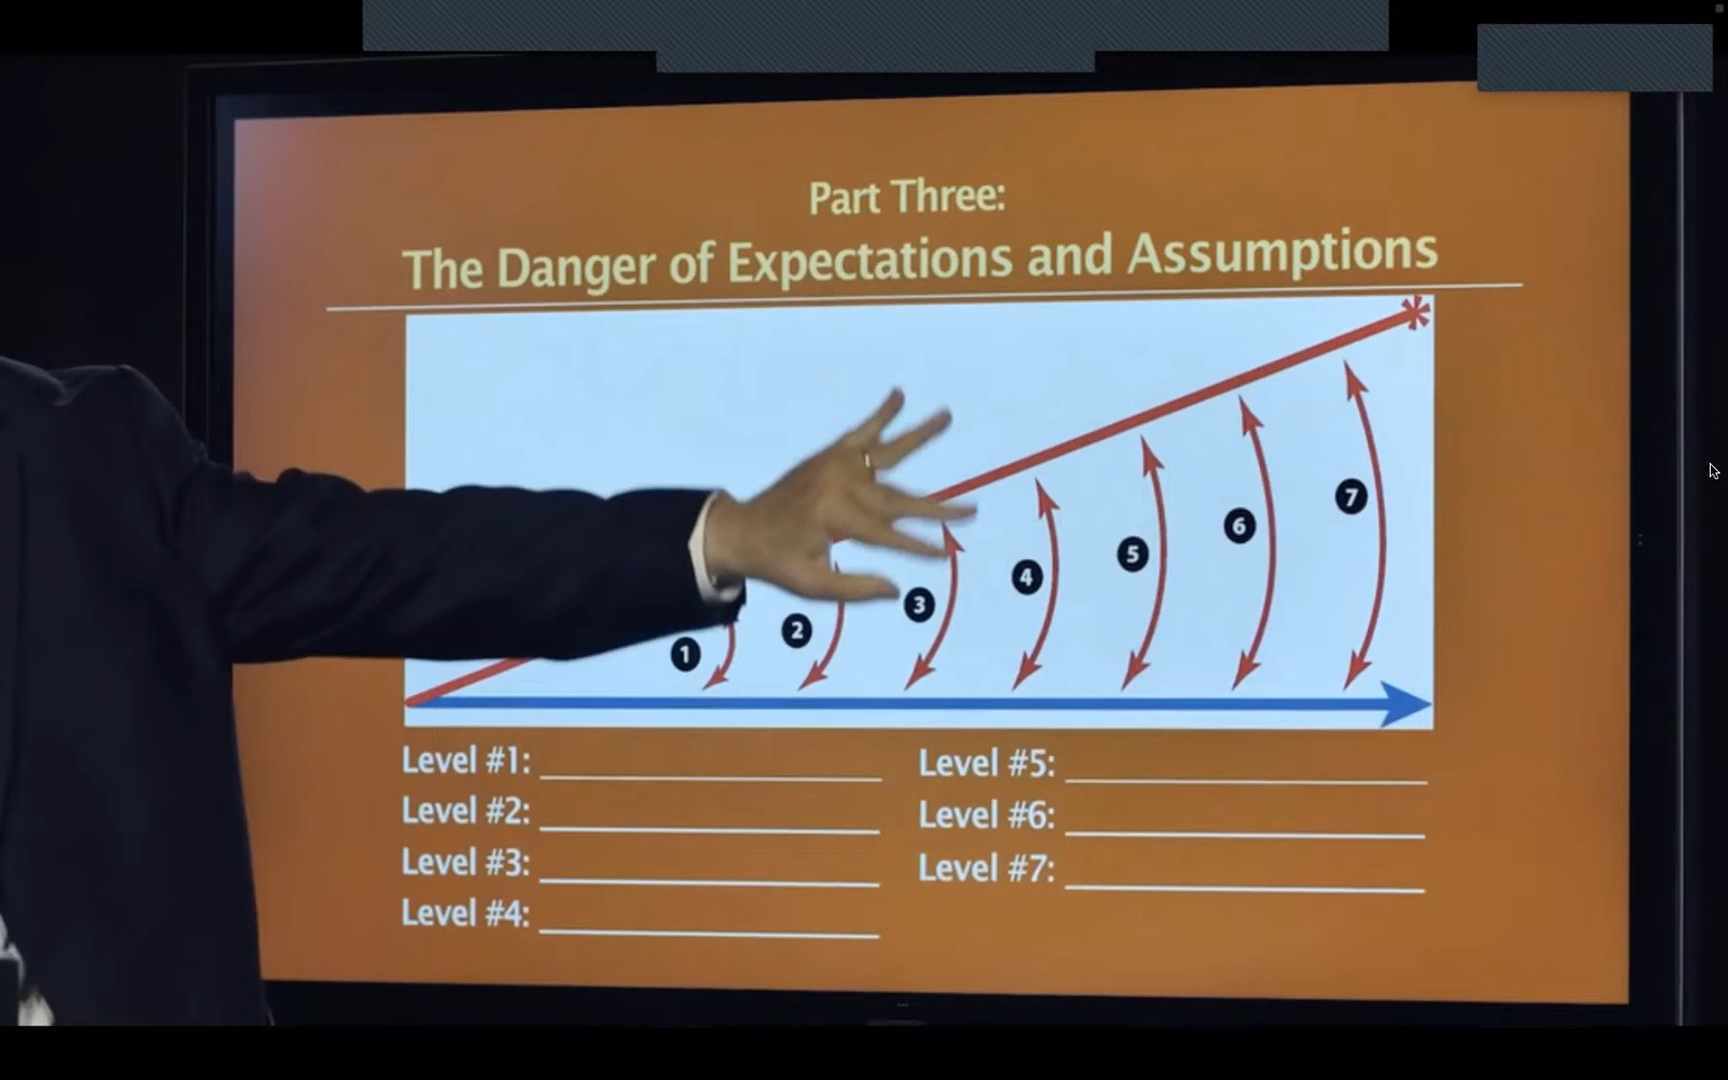 Part Three:
The Danger of Expectations and Assumptions
*
1
2
3
4
5
6
7
Level #1:
Level #2:
Level #3:
Level #4:
Level #5:
Level #6:
Level #7: